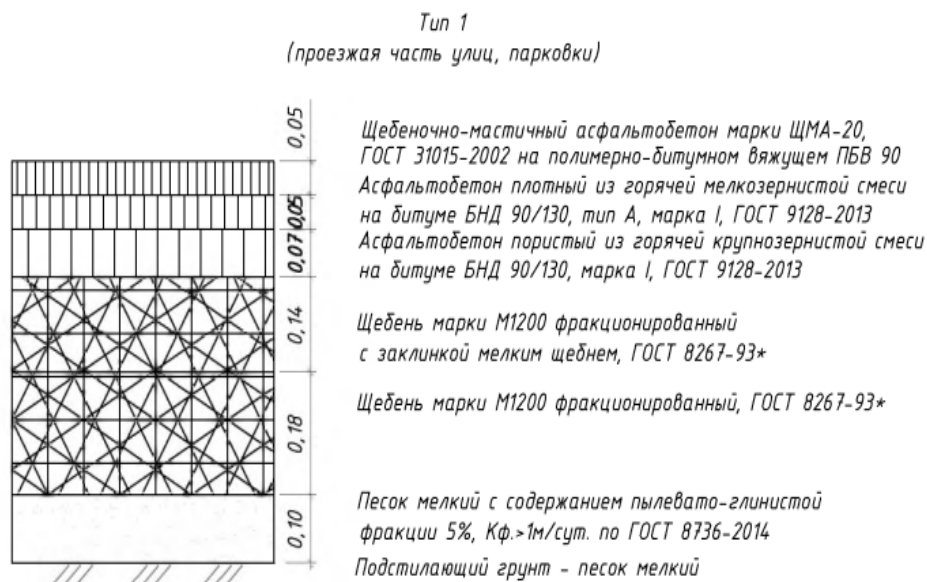 Тип 1
(проезжая часть улиц, парковки)
0,05
Щебеночно-мастичный асфальтобетон марки ЩМА-20,
ГОСТ 31015-2002 на полимерно-битумном вяжущем ПБВ 90
0,05
Асфальтобетон плотный из горячей мелкозернистой смеси
на битуме БНД 90/130, тип А, марка I, ГОСТ 9128-2013
0,07
Асфальтобетон пористый из горячей крупнозернистой смеси
на битуме БНД 90/130, марка I, ГОСТ 9128-2013
0,14
Щебень марки М1200 фракционированный
с заклинкой мелким щебнем, ГОСТ 8267-93*
0,18
Щебень марки М1200 фракционированный, ГОСТ 8267-93*
0,10
Песок мелкий с содержанием пылевато-глинистой
фракции 5%, Кф.>1м/сут. по ГОСТ 8736-2014
Подстилающий грунт - песок мелкий